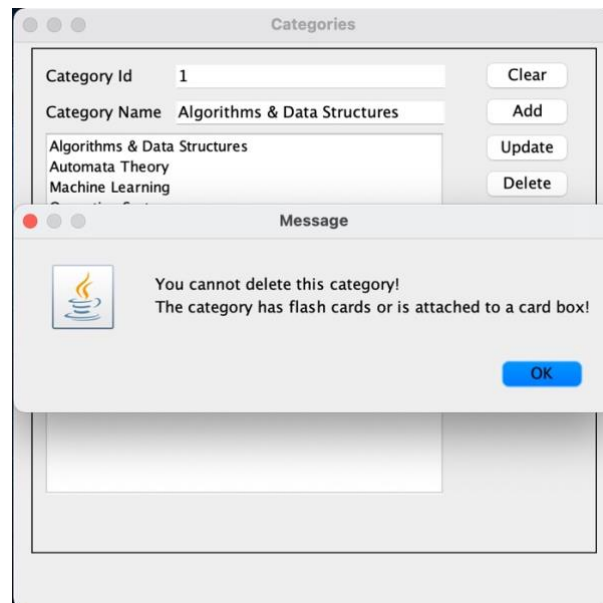 Categories
Category Id 1 Clear
Category Name Algorithms & Data Structures Add
Algorithms & Data Structures Update
Automata Theory
Machine Learning Delete
Message
You cannot delete this category!
The category has flash cards or is attached to a card box!
OK